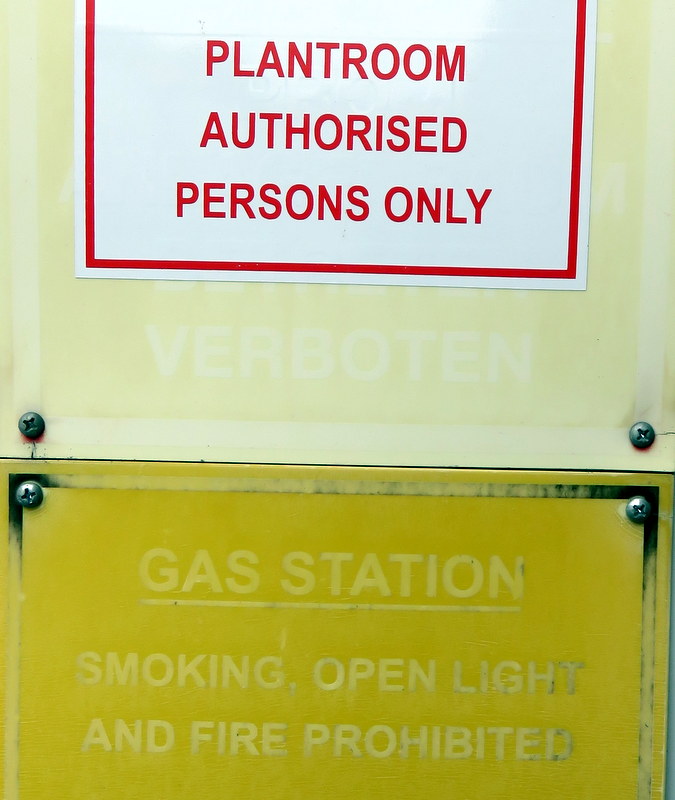 PLANTROOM
AUTHORISED
PERSONS ONLY
VERBOTEN
GAS STATION
SMOKING, OPEN LIGHT
AND FIRE PROHIBITED